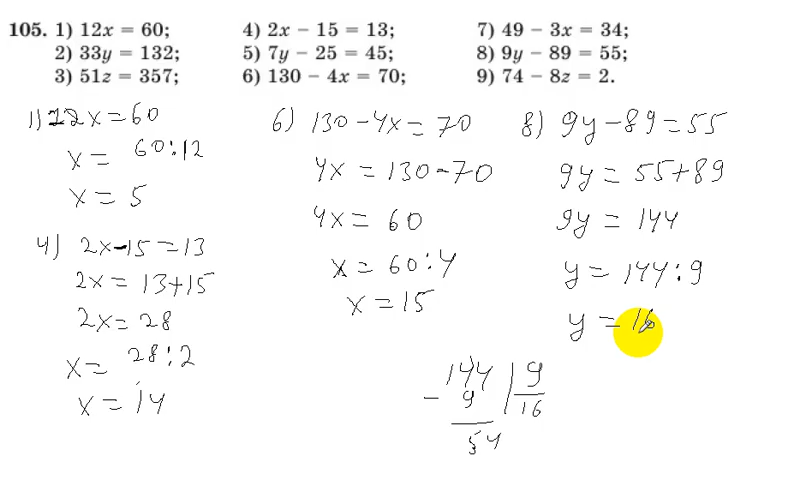 105. 1) 12x = 60; 4) 2x − 15 = 13; 7) 49 − 3x = 34;
2) 33y = 132; 5) 7y − 25 = 45; 8) 9y − 89 = 55;
3) 51z = 357; 6) 130 − 4x = 70; 9) 74 − 8z = 2.
1) 12x = 60
x = 60:12
x = 5
4) 2x-15 = 13
2x = 13+15
2x = 28
x = 28:2
x = 14
6) 130 - 4x = 70
4x = 130-70
4x = 60
x = 60:4
x = 15
8) 9y - 89 = 55
9y = 55+89
9y = 144
y = 144:9
y = 16
144 | 9
- 9 16
54